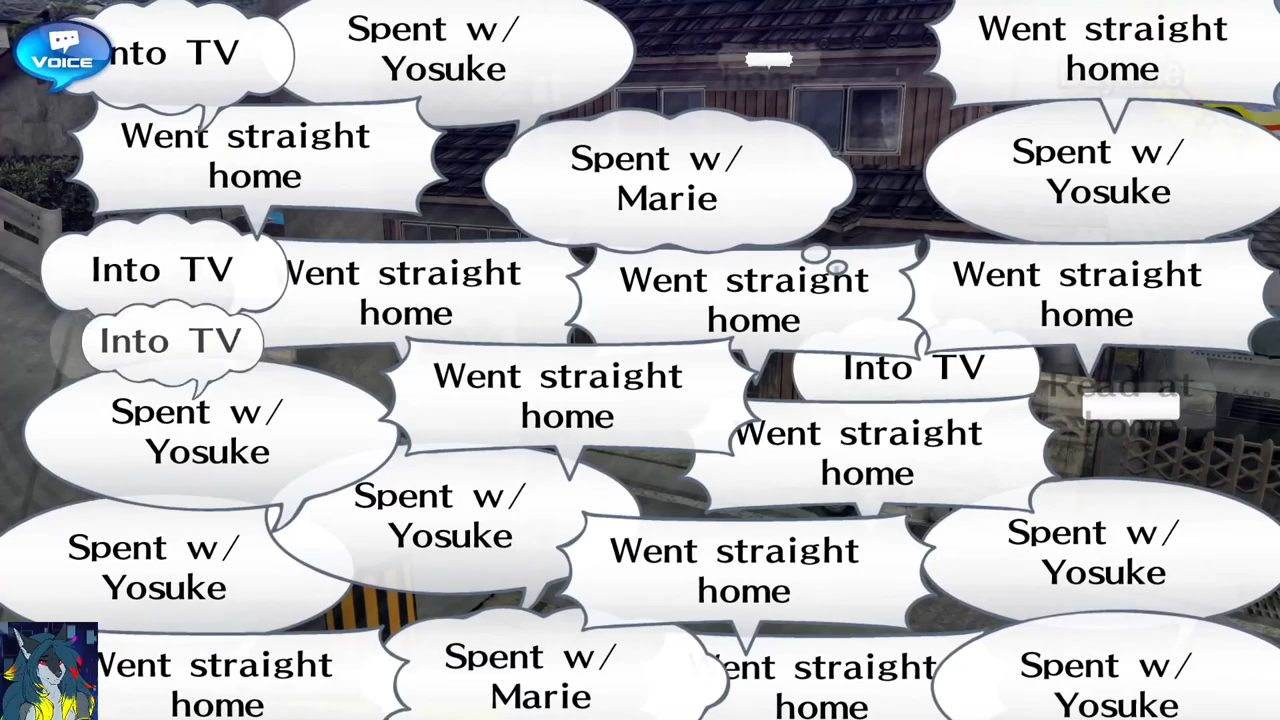 VOICE
Into TV
Spent w/
Yosuke
Went straight
home
Went straight
home
Spent w/
Marie
Spent w/
Yosuke
Into TV
Went straight
home
Went straight
home
Went straight
home
Into TV
Went straight
home
Into TV
Read at
home
Spent w/
Yosuke
Went straight
home
Spent w/
Yosuke
Spent w/
Yosuke
Went straight
home
Spent w/
Yosuke
Went straight
home
Spent w/
Marie
Went straight
home
Spent w/
Yosuke